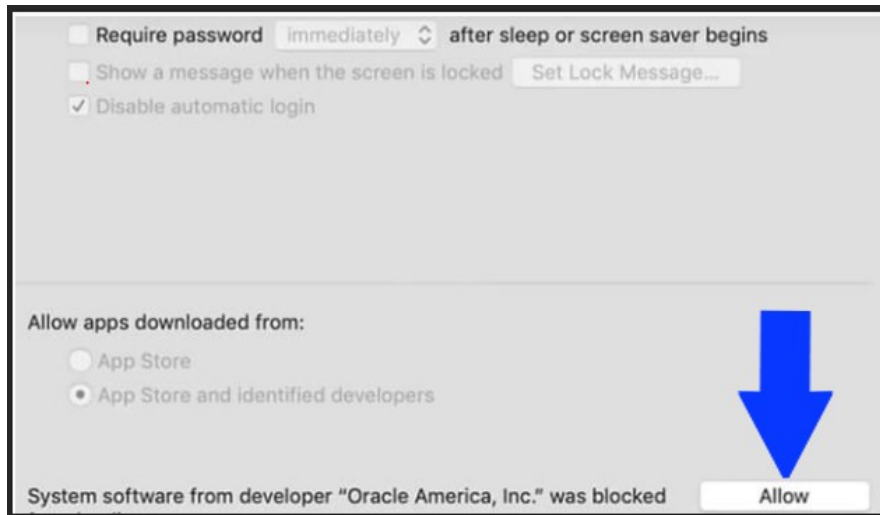 Require password immediately after sleep or screen saver begins
Show a message when the screen is locked Set Lock Message...
Disable automatic login
Allow apps downloaded from:
App Store
App Store and identified developers
System software from developer “Oracle America, Inc.” was blocked Allow